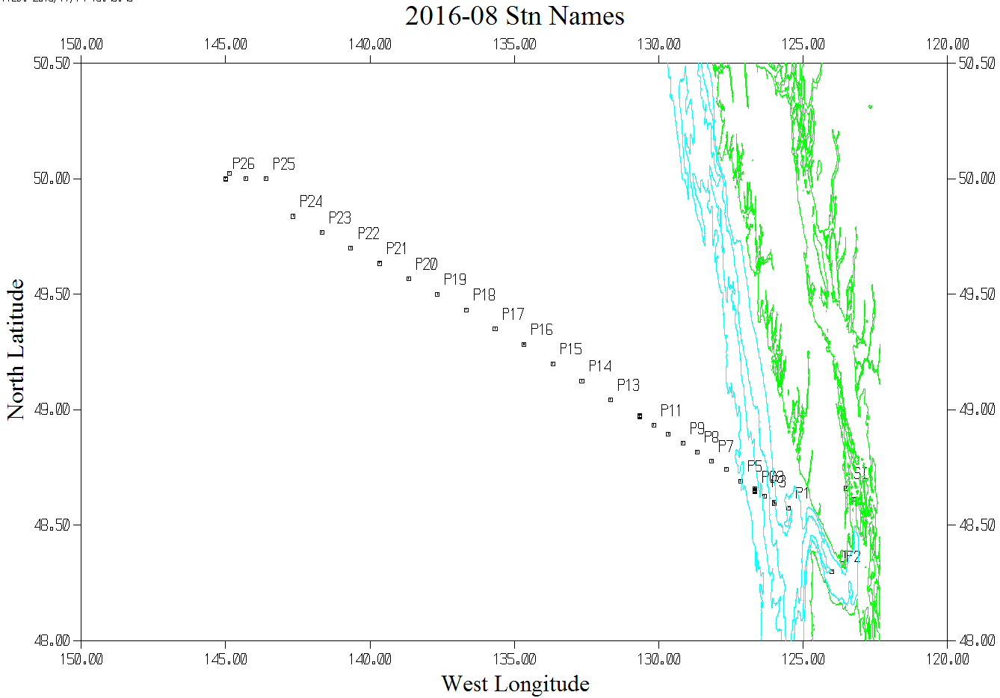 2016-08 Stn Names
150.00 145.00 140.00 135.00 130.00 125.00 120.00
50.50 50.50
P26 P25
50.00 50.00
P24
P23
P22
P21
P20
P19
49.50 49.50
P18
P17
P16
P15
P14
P13
49.00 P11 49.00
P9
P8
P7
P5
SI
P3
P1
48.50 48.50
JF2
48.00 48.00
150.00 145.00 140.00 135.00 130.00 125.00 120.00
West Longitude
North Latitude